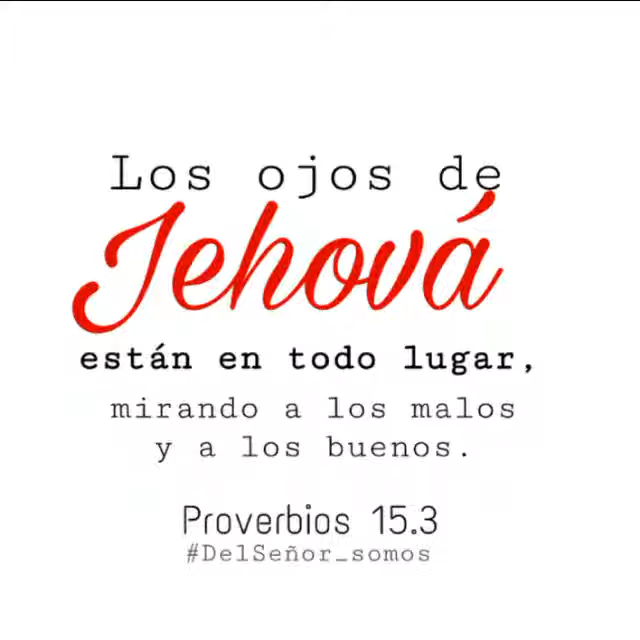 Los ojos de
Jehová
están en todo lugar,
mirando a los malos
y a los buenos.
Proverbios 15.3
#DelSeñor_somos